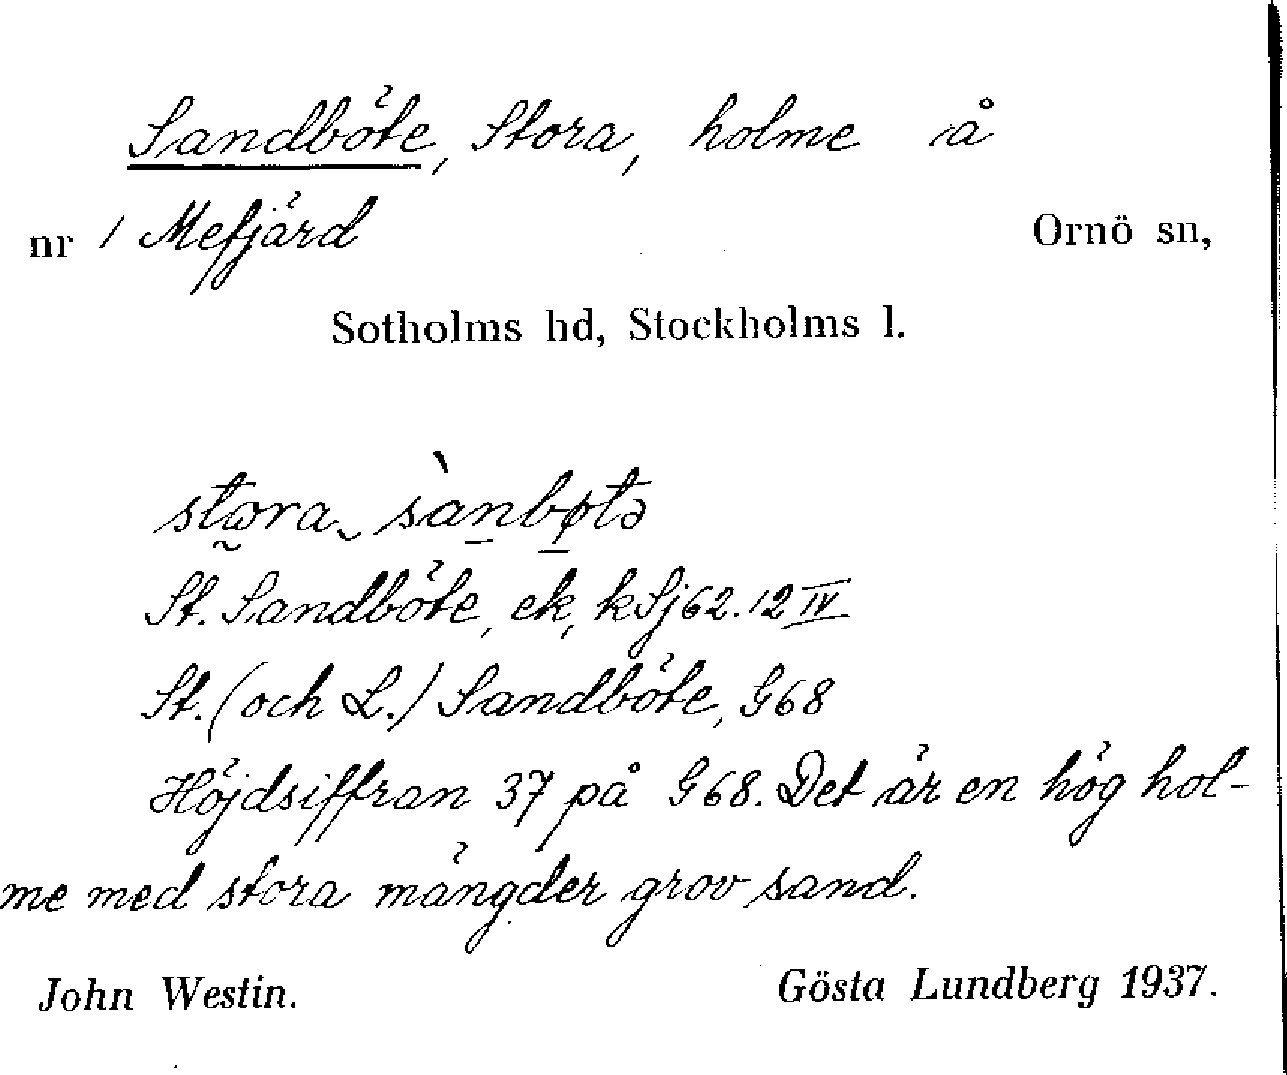 Sandböte, Stora, holme å
nr 1 Mefjärd Ornö sn,
Sotholms hd, Stockholms l.
stωra sànbøtə
St. Sandböte, ek, kSj62.12 IV
St. (och L.) Sandböte, G68
Höjdsiffran 37 på G68. Det är en hög hol-
me med stora mängder grov sand.
John Westin. Gösta Lundberg 1937.